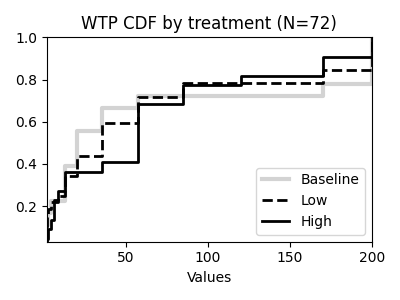 WTP CDF by treatment (N=72)
1.0
0.8
0.6
0.4
0.2
Baseline
Low
High
50 100 150 200
Values